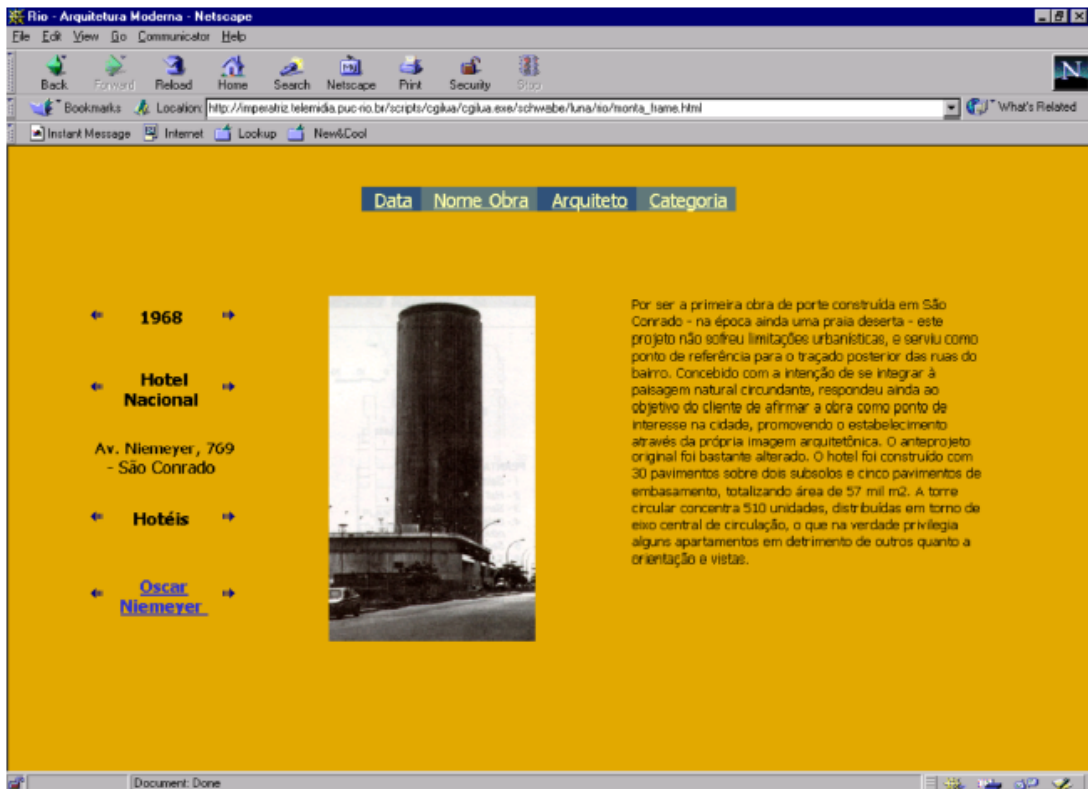 Rio - Arquitetura Moderna - Netscape
File Edit View Go Communicator Help
Back Forward Reload Home Search Netscape Print Security Stop
Bookmarks Location: http://imperatriz.telemidia.puc-rio.br/scripts/cgilua/cgilua.exe/schwabe/luna/rio/monta_frame.html What's Related
Instant Message Internet Lookup New&Cool
Data Nome Obra Arquiteto Categoria
1968
Hotel
Nacional
Av. Niemeyer, 769
- São Conrado
Hotéis
Oscar
Niemeyer
Por ser a primeira obra de porte construída em São
Conrado - na época ainda uma praia deserta - este
projeto não sofreu limitações urbanísticas, e serviu como
ponto de referência para o traçado posterior das ruas do
bairro. Concebido com a intenção de se integrar à
paisagem natural circundante, respondeu ainda ao
objetivo do cliente de afirmar a obra como ponto de
interesse na cidade, promovendo o estabelecimento
através da própria imagem arquitetônica. O anteprojeto
original foi bastante alterado. O hotel foi construído com
30 pavimentos sobre dois subsolos e cinco pavimentos de
embasamento, totalizando área de 57 mil m2. A torre
circular concentra 510 unidades, distribuídas em torno de
eixo central de circulação, o que na verdade privilegia
alguns apartamentos em detrimento de outros quanto a
orientação e vistas.
Document: Done